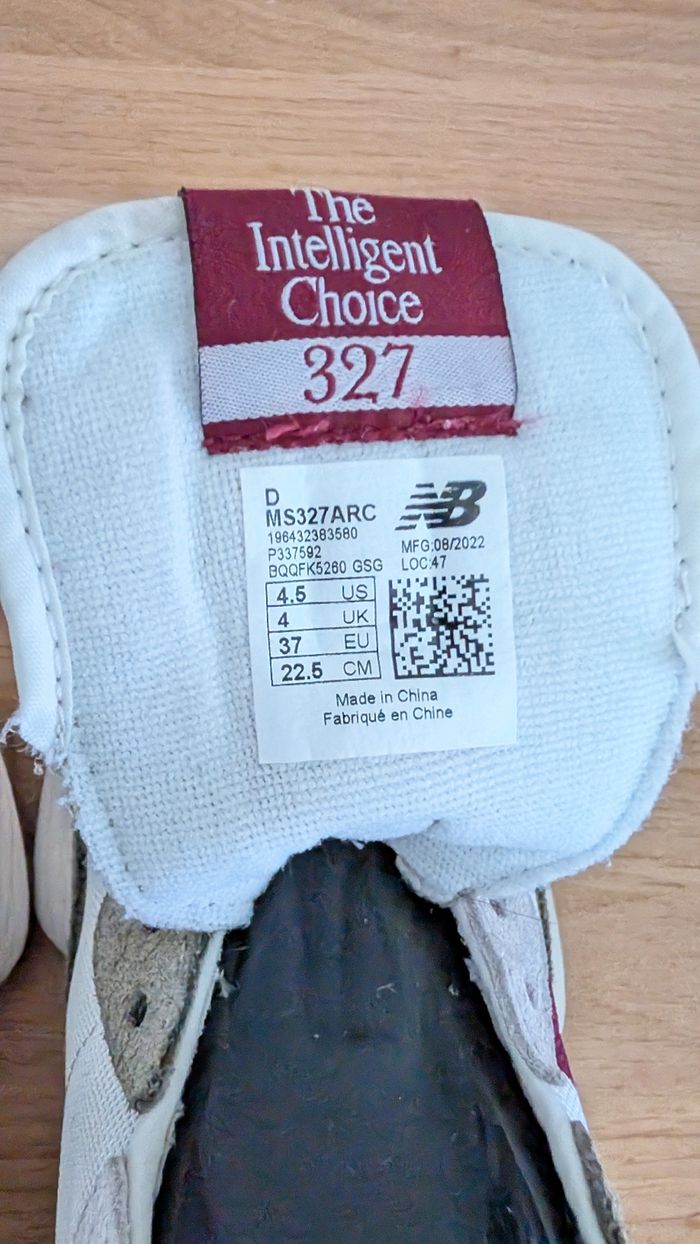 The
Intelligent
Choice
327
D
MS327ARC
196432383580
P337592
BQQFK5260 GSG
NB
MFG:08/2022
LOC:47
4.5 US
4 UK
37 EU
22.5 CM
Made in China
Fabriqué en Chine